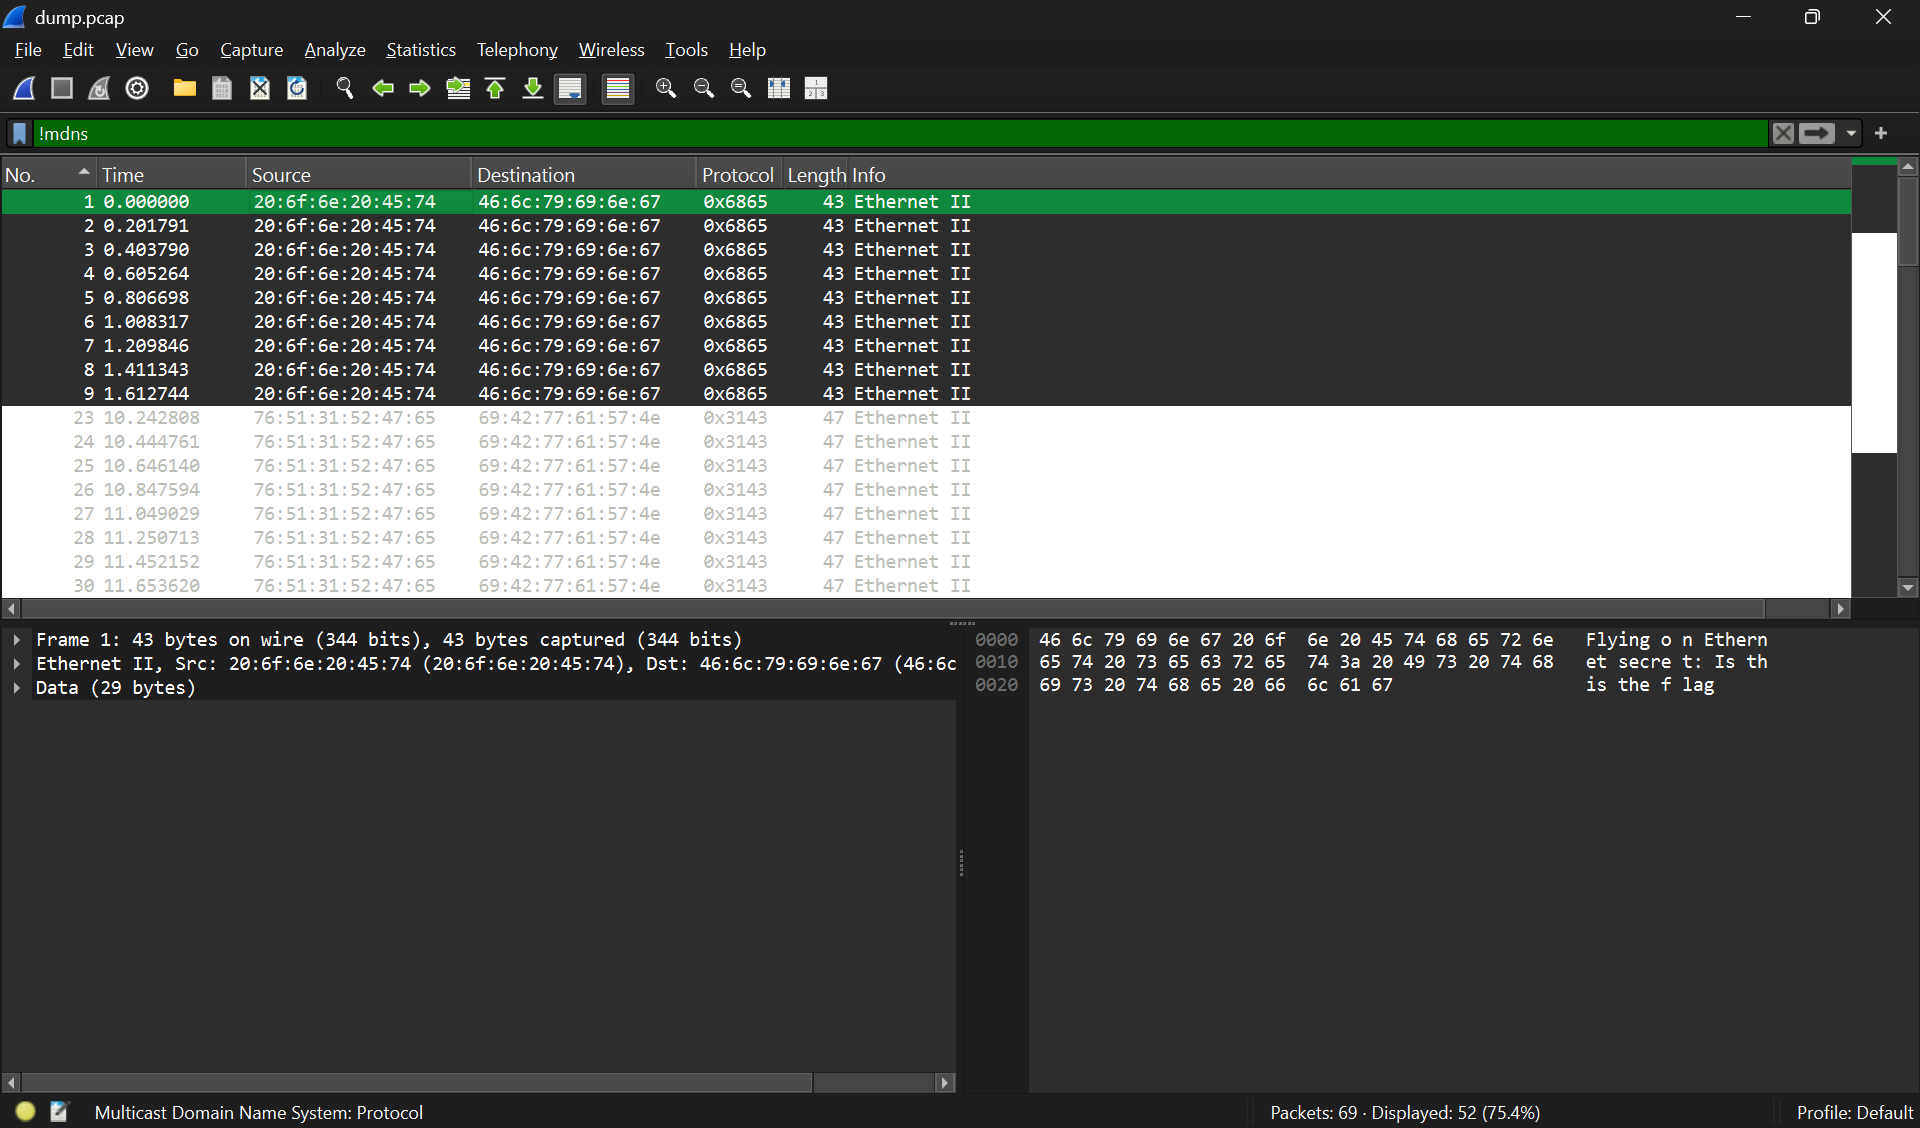 dump.pcap
File Edit View Go Capture Analyze Statistics Telephony Wireless Tools Help
!mdns
No. Time Source Destination Protocol Length Info
1 0.000000 20:6f:6e:20:45:74 46:6c:79:69:6e:67 0x6865 43 Ethernet II
2 0.201791 20:6f:6e:20:45:74 46:6c:79:69:6e:67 0x6865 43 Ethernet II
3 0.403790 20:6f:6e:20:45:74 46:6c:79:69:6e:67 0x6865 43 Ethernet II
4 0.605264 20:6f:6e:20:45:74 46:6c:79:69:6e:67 0x6865 43 Ethernet II
5 0.806698 20:6f:6e:20:45:74 46:6c:79:69:6e:67 0x6865 43 Ethernet II
6 1.008317 20:6f:6e:20:45:74 46:6c:79:69:6e:67 0x6865 43 Ethernet II
7 1.209846 20:6f:6e:20:45:74 46:6c:79:69:6e:67 0x6865 43 Ethernet II
8 1.411343 20:6f:6e:20:45:74 46:6c:79:69:6e:67 0x6865 43 Ethernet II
9 1.612744 20:6f:6e:20:45:74 46:6c:79:69:6e:67 0x6865 43 Ethernet II
23 10.242808 76:51:31:52:47:65 69:42:77:61:57:4e 0x3143 47 Ethernet II
24 10.444761 76:51:31:52:47:65 69:42:77:61:57:4e 0x3143 47 Ethernet II
25 10.646140 76:51:31:52:47:65 69:42:77:61:57:4e 0x3143 47 Ethernet II
26 10.847594 76:51:31:52:47:65 69:42:77:61:57:4e 0x3143 47 Ethernet II
27 11.049029 76:51:31:52:47:65 69:42:77:61:57:4e 0x3143 47 Ethernet II
28 11.250713 76:51:31:52:47:65 69:42:77:61:57:4e 0x3143 47 Ethernet II
29 11.452152 76:51:31:52:47:65 69:42:77:61:57:4e 0x3143 47 Ethernet II
30 11.653620 76:51:31:52:47:65 69:42:77:61:57:4e 0x3143 47 Ethernet II
Frame 1: 43 bytes on wire (344 bits), 43 bytes captured (344 bits)
Ethernet II, Src: 20:6f:6e:20:45:74 (20:6f:6e:20:45:74), Dst: 46:6c:79:69:6e:67 (46:6c
Data (29 bytes)
0000 46 6c 79 69 6e 67 20 6f 6e 20 45 74 68 65 72 6e Flying o n Ethern
0010 65 74 20 73 65 63 72 65 74 3a 20 49 73 20 74 68 et secre t: Is th
0020 69 73 20 74 68 65 20 66 6c 61 67 is the f lag
Multicast Domain Name System: Protocol
Packets: 69 · Displayed: 52 (75.4%)
Profile: Default